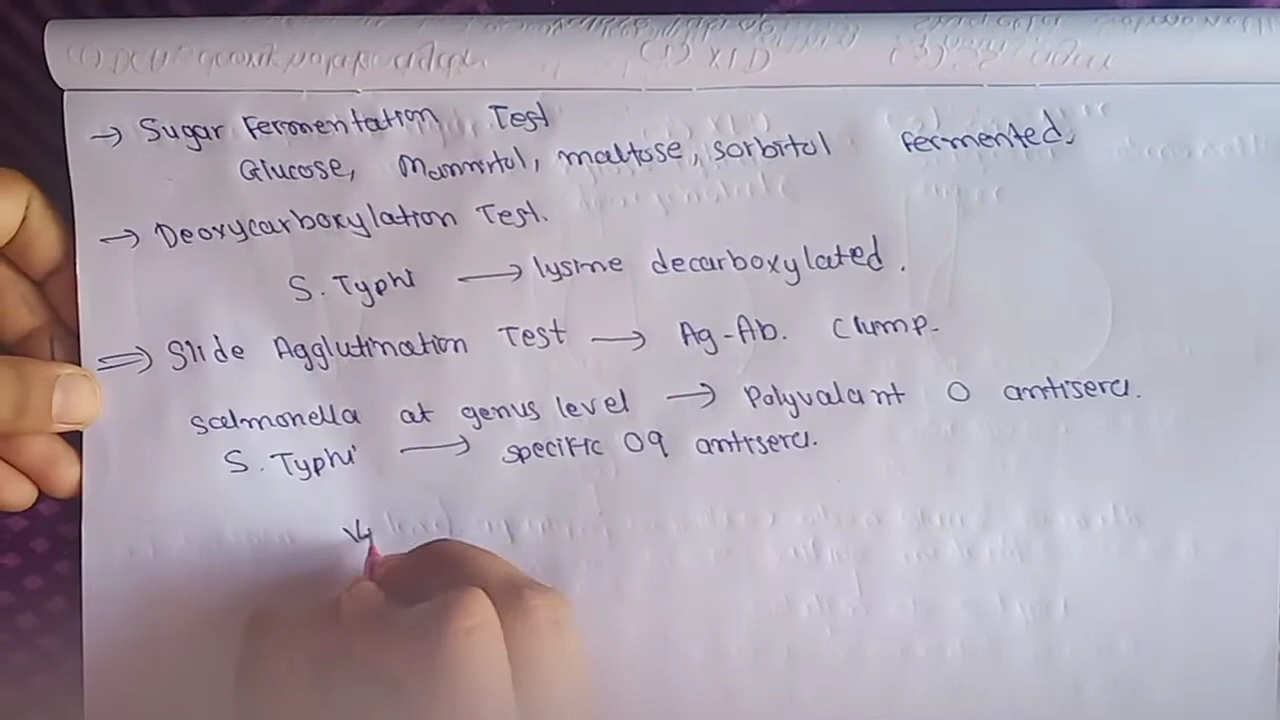 → Sugar Fermentation Test
Glucose, Mannitol, maltose, sorbitol fermented,
→ Deoxycarboxylation Test.
S. Typhi → lysine decarboxylated.
⇒ Slide Agglutination Test → Ag-Ab. Clump.
Salmonella at genus level → Polyvalant O antisera.
S. Typhi → specific O9 antisera.